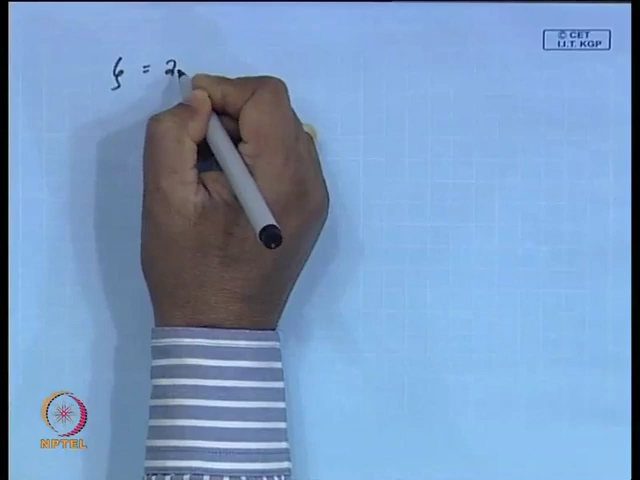 ζ = 2
© CET
I.I.T. KGP
NPTEL